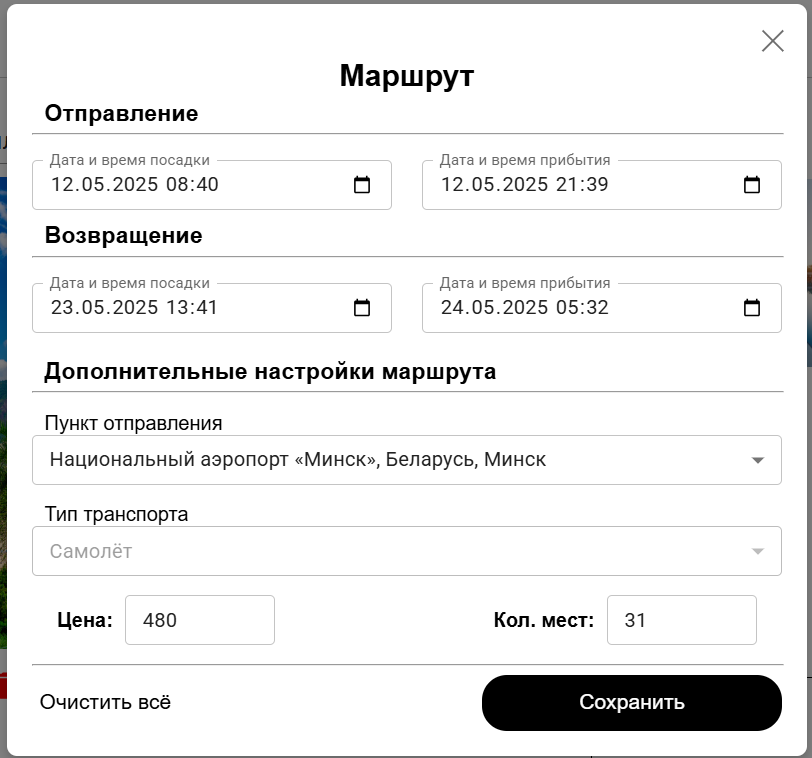 Маршрут
Отправление
Дата и время посадки
Дата и время прибытия
12.05.2025 08:40
12.05.2025 21:39
Возвращение
Дата и время посадки
Дата и время прибытия
23.05.2025 13:41
24.05.2025 05:32
Дополнительные настройки маршрута
Пункт отправления
Национальный аэропорт «Минск», Беларусь, Минск
Тип транспорта
Самолёт
Цена: 480
Кол. мест: 31
Очистить всё
Сохранить